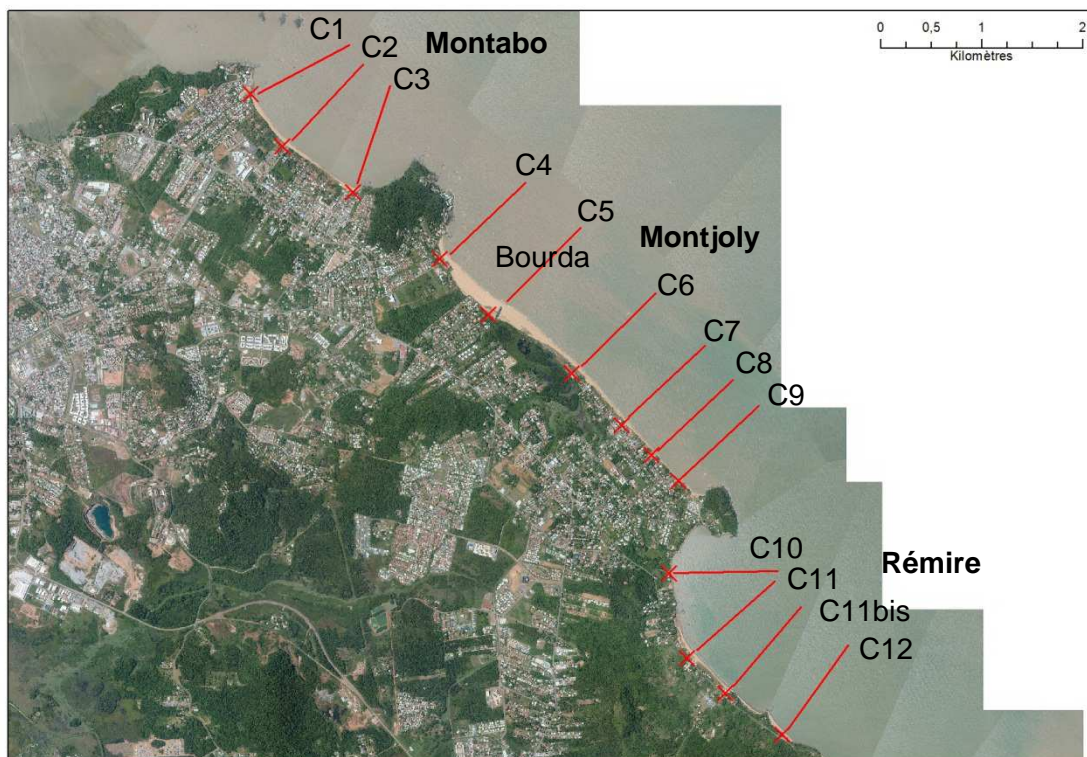 C1
C2
Montabo
C3
0 0,5 1 2
Kilomètres
C4
C5
Bourda
Montjoly
C6
C7
C8
C9
C10
C11
Rémire
C11bis
C12